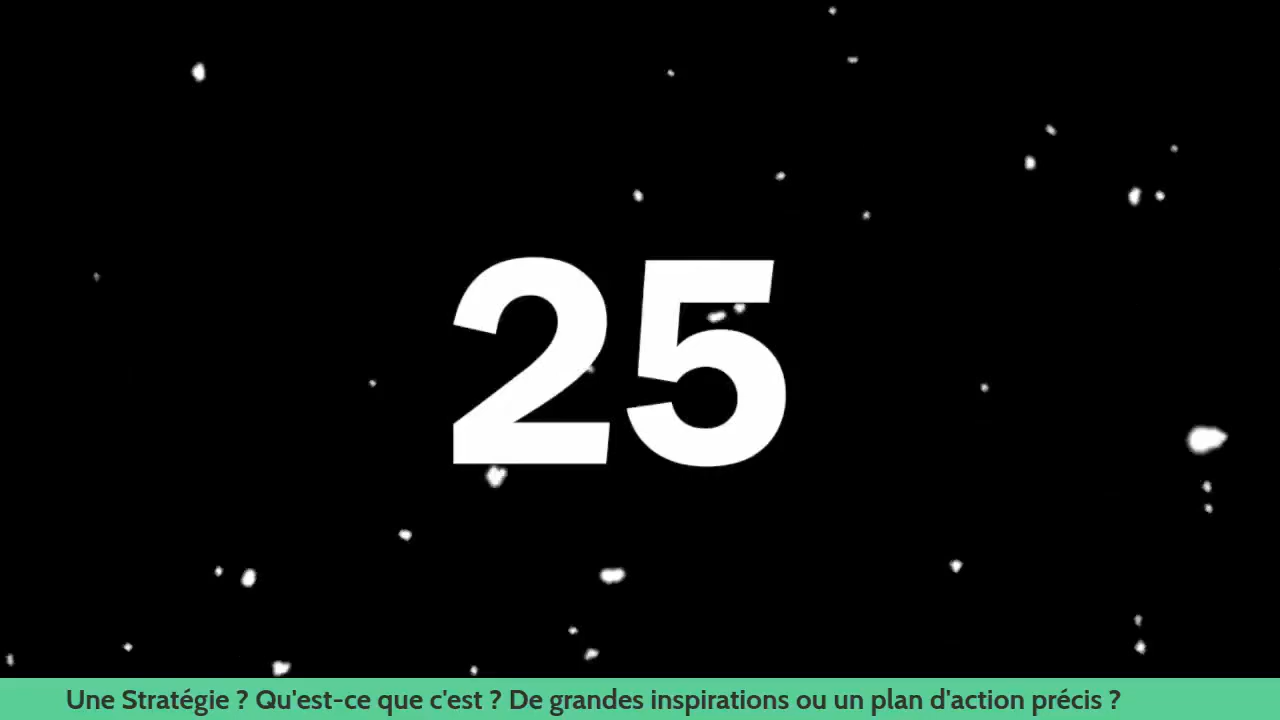 25
Une Stratégie ? Qu'est-ce que c'est ? De grandes inspirations ou un plan d'action précis ?